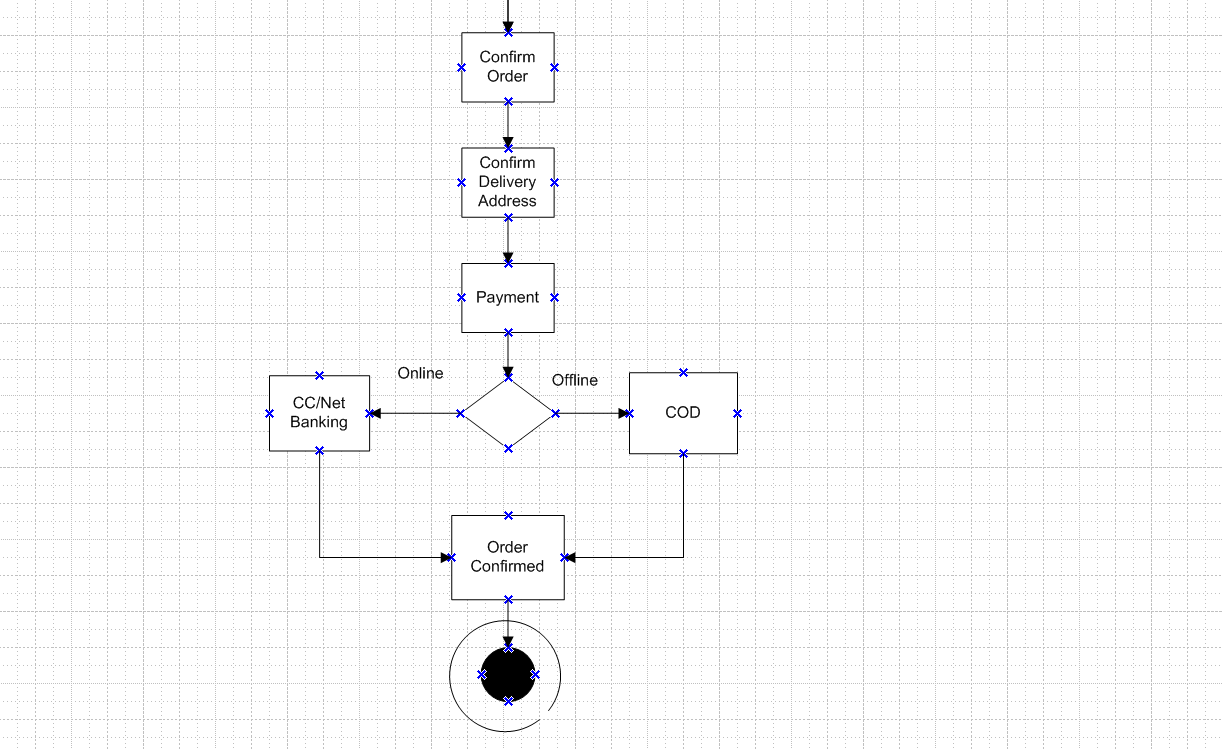 Confirm
Order
Confirm
Delivery
Address
Payment
Online
Offline
CC/Net
Banking
COD
Order
Confirmed